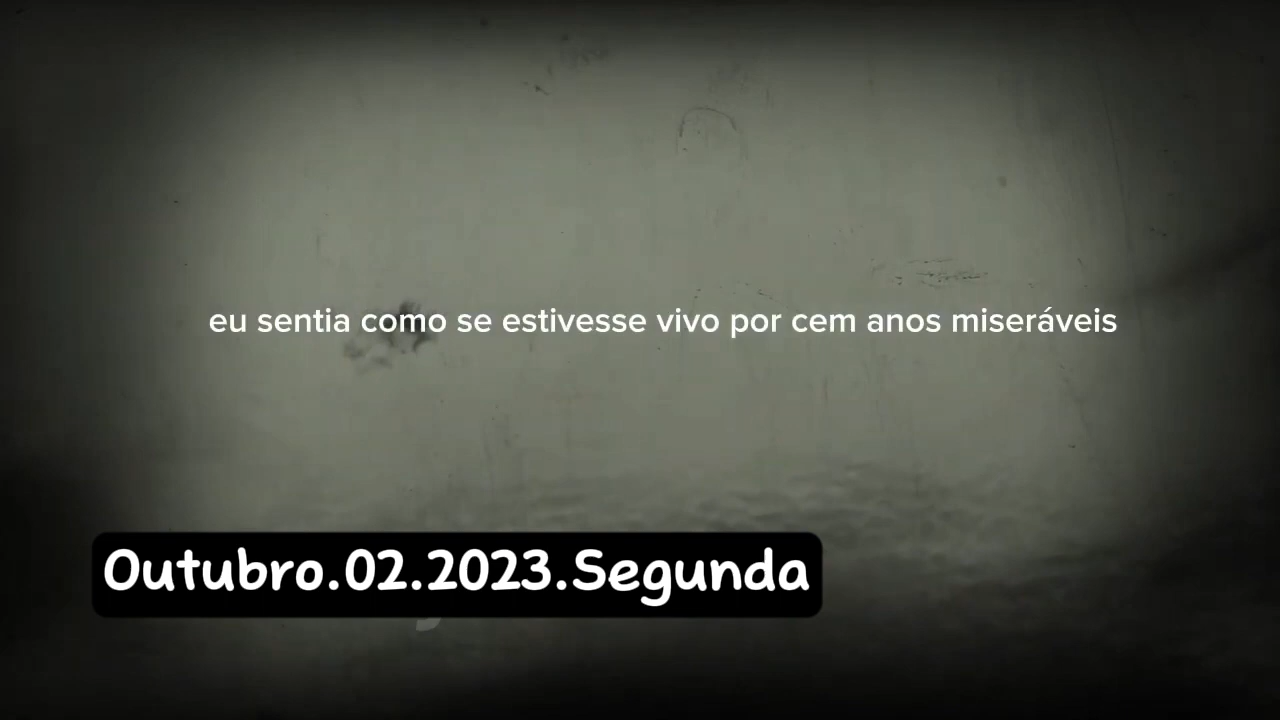 eu sentia como se estivesse vivo por cem anos miseráveis
Outubro.02.2023.Segunda